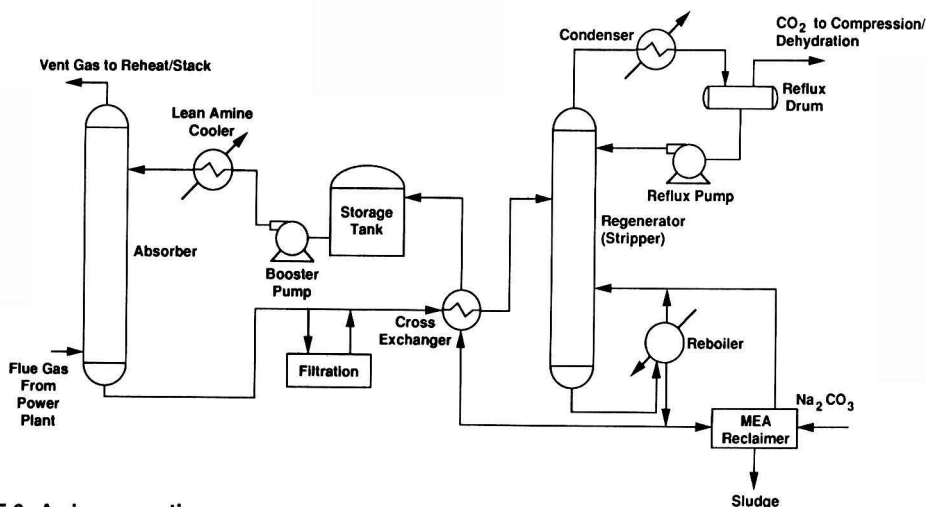 CO2 to Compression/
Dehydration
Condenser
Vent Gas to Reheat/Stack
Reflux
Drum
Lean Amine
Cooler
Reflux Pump
Storage
Tank
Regenerator
(Stripper)
Absorber
Booster
Pump
Cross
Exchanger
Reboiler
Flue Gas
From
Power
Plant
Filtration
Na2CO3
MEA
Reclaimer
Sludge